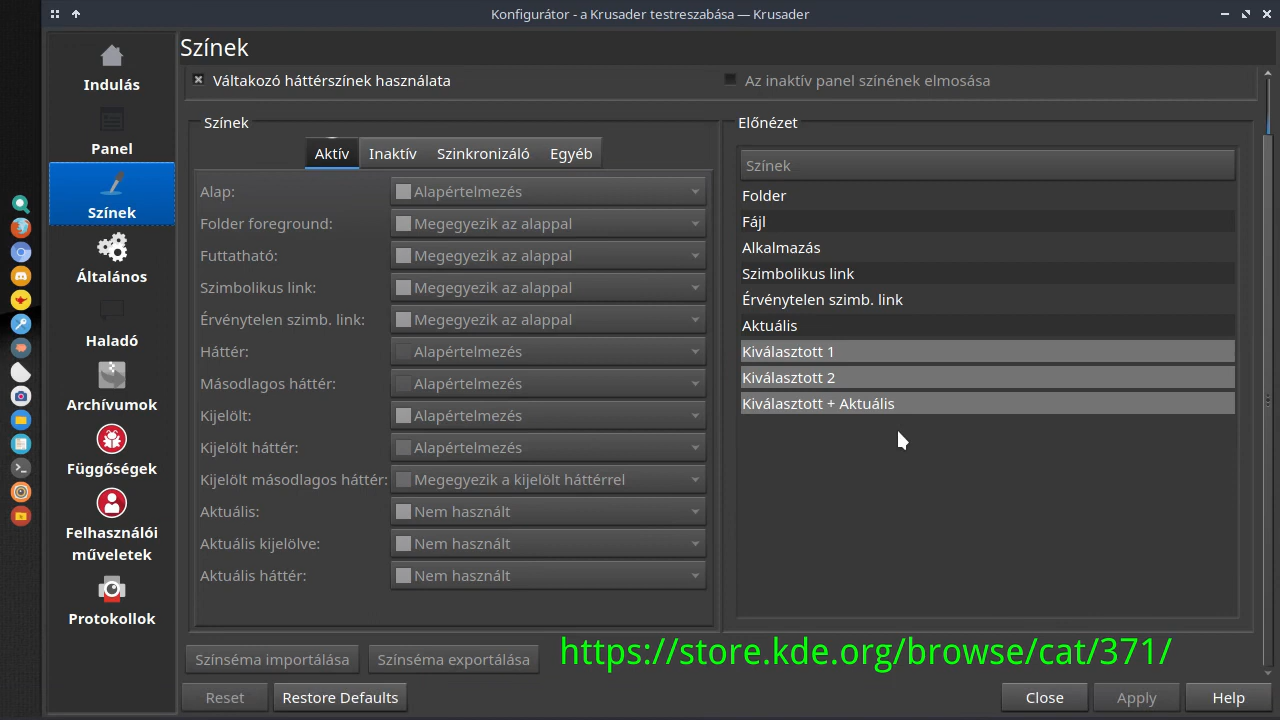 Konfigurátor - a Krusader testreszabása — Krusader
Indulás
Panel
Színek
Általános
Haladó
Archívumok
Függőségek
Felhasználói
műveletek
Protokollok
Színek
Váltakozó háttérszínek használata
Az inaktív panel színének elmosása
Színek
Aktív
Inaktív
Szinkronizáló
Egyéb
Alap: Alapértelmezés
Folder foreground: Megegyezik az alappal
Futtatható: Megegyezik az alappal
Szimbolikus link: Megegyezik az alappal
Érvénytelen szimb. link: Megegyezik az alappal
Háttér: Alapértelmezés
Másodlagos háttér: Alapértelmezés
Kijelölt: Alapértelmezés
Kijelölt háttér: Alapértelmezés
Kijelölt másodlagos háttér: Megegyezik a kijelölt háttérrel
Aktuális: Nem használt
Aktuális kijelölve: Nem használt
Aktuális háttér: Nem használt
Előnézet
Színek
Folder
Fájl
Alkalmazás
Szimbolikus link
Érvénytelen szimb. link
Aktuális
Kiválasztott 1
Kiválasztott 2
Kiválasztott + Aktuális
Színséma importálása
Színséma exportálása
https://store.kde.org/browse/cat/371/
Reset
Restore Defaults
Close
Apply
Help